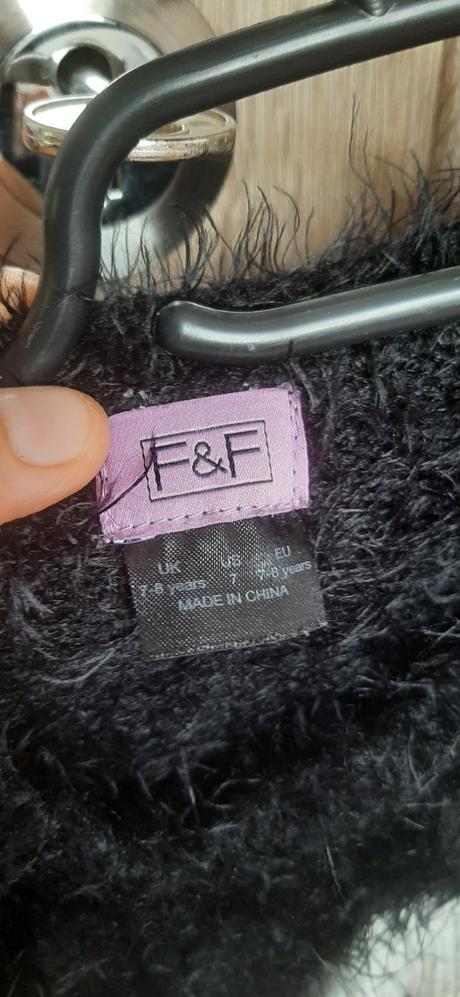 F&F
UK US EU
7-8 years 7 7-8 years
MADE IN CHINA